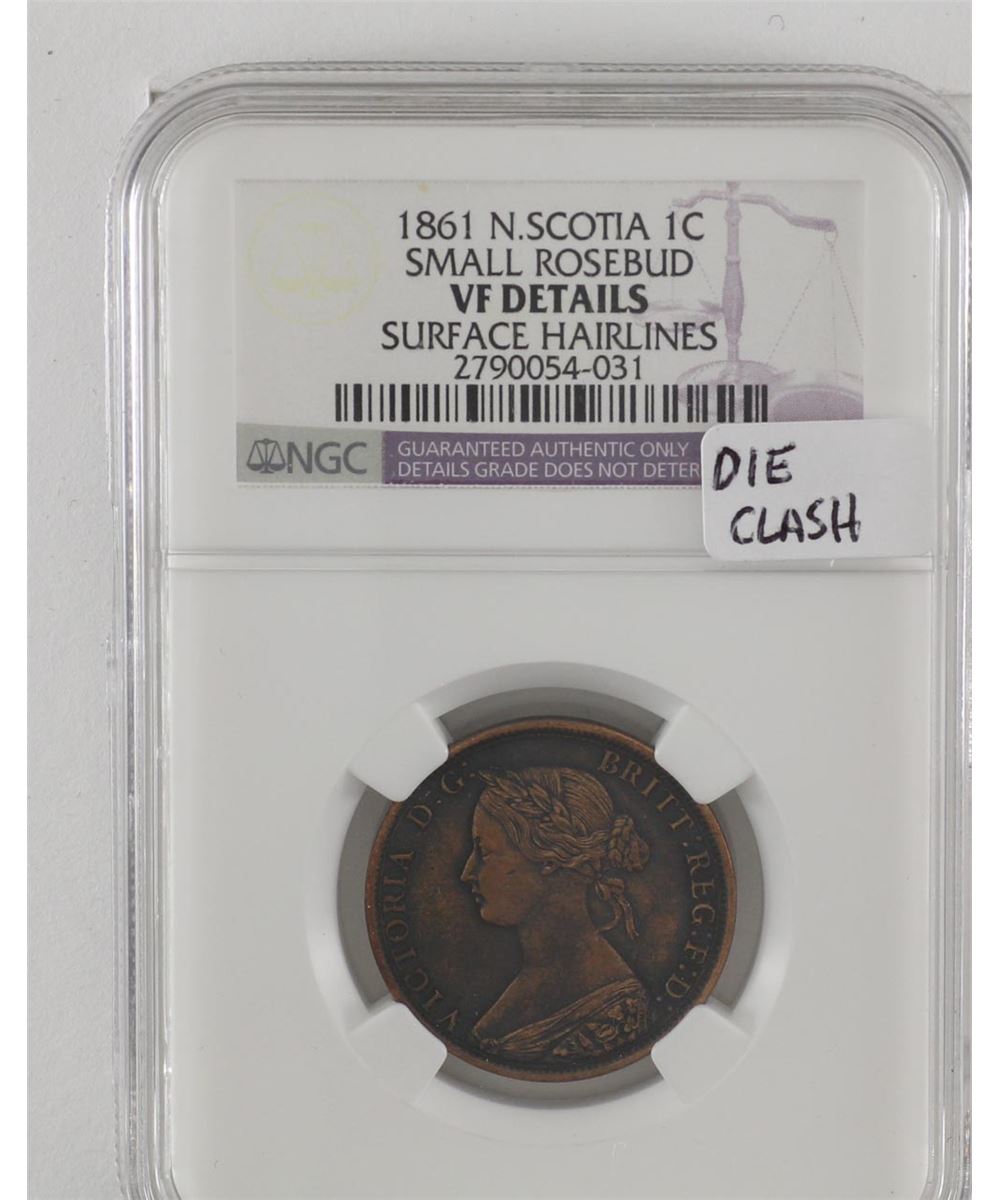 1861 N.SCOTIA 1C
SMALL ROSEBUD
VF DETAILS
SURFACE HAIRLINES
2790054-031
NGC
GUARANTEED AUTHENTIC ONLY
DETAILS GRADE DOES NOT DETER
DIE
CLASH
VICTORIA D:G: BRITT:REG:F:D: